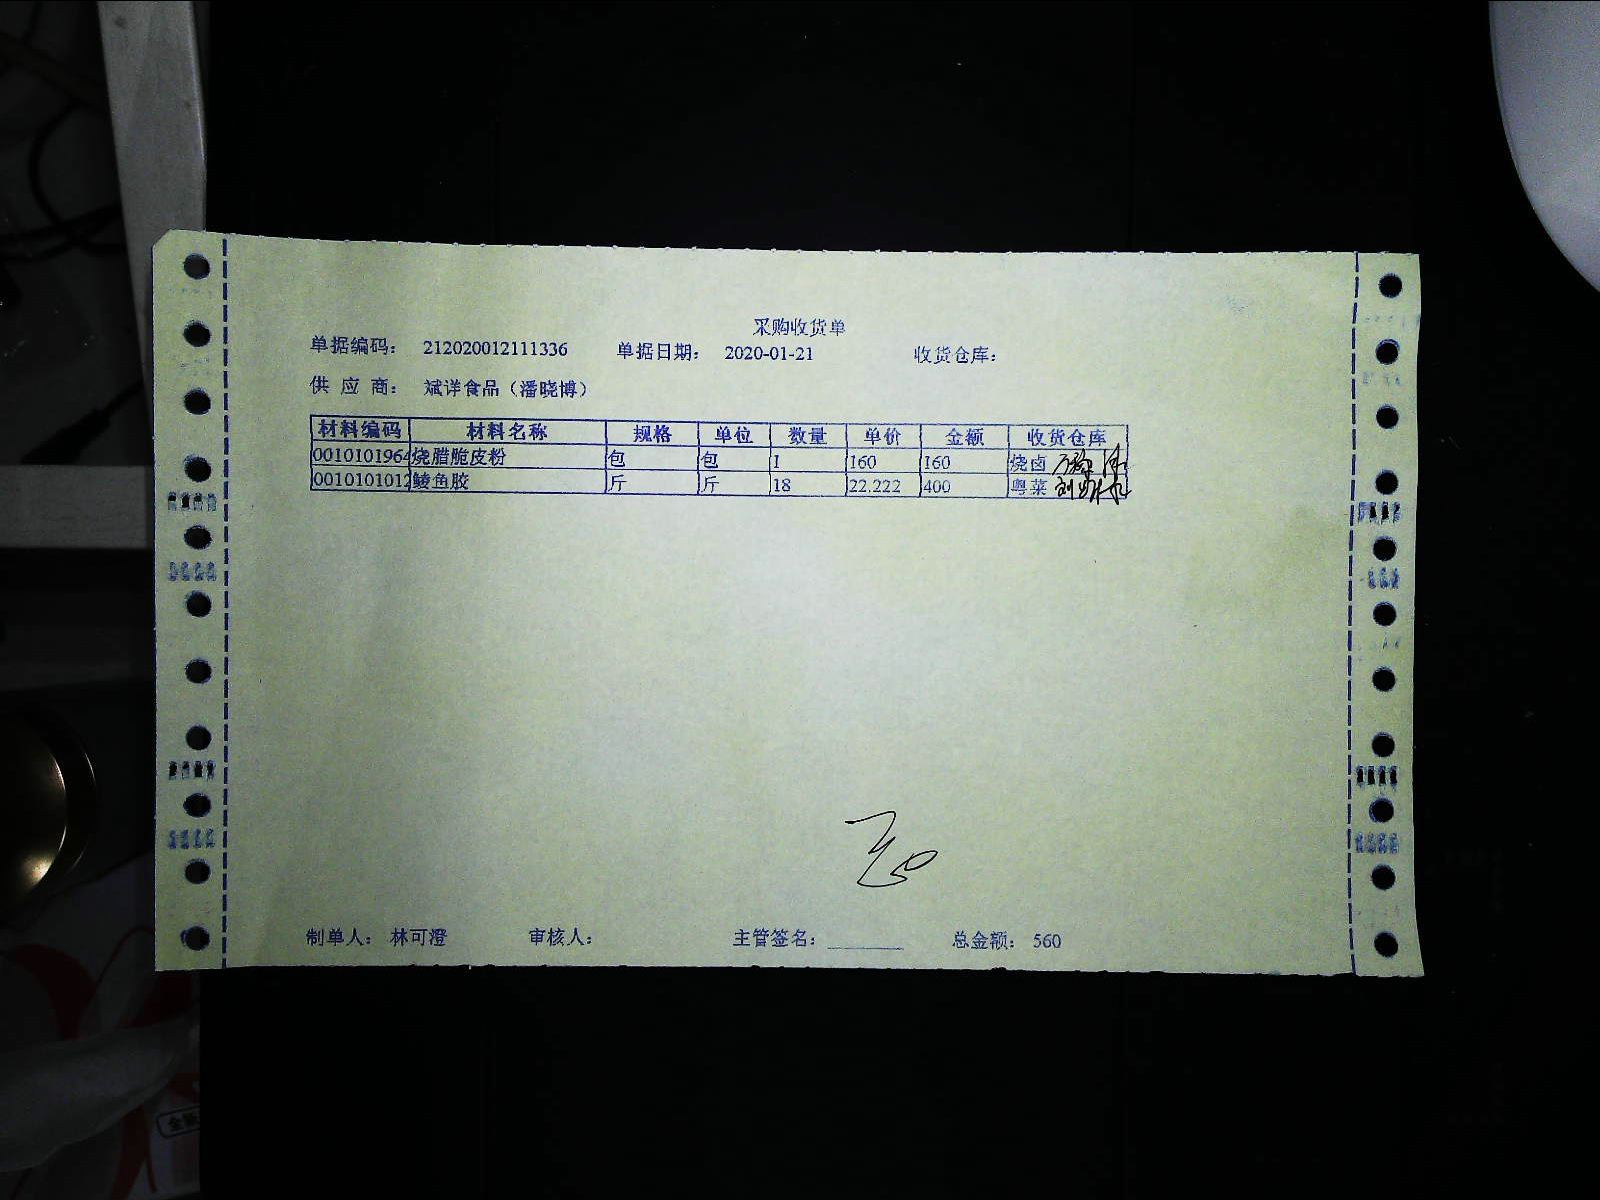 采购收货单
单据编码： 212020012111336 单据日期： 2020-01-21 收货仓库：
供 应 商： 斌详食品（潘晓博）
材料编码 材料名称 规格 单位 数量 单价 金额 收货仓库
0010101964 烧腊脆皮粉 包 包 1 160 160 烧卤
0010101012 鲮鱼胶 斤 斤 18 22.222 400 粤菜
制单人： 林可澄 审核人： 主管签名： 总金额： 560